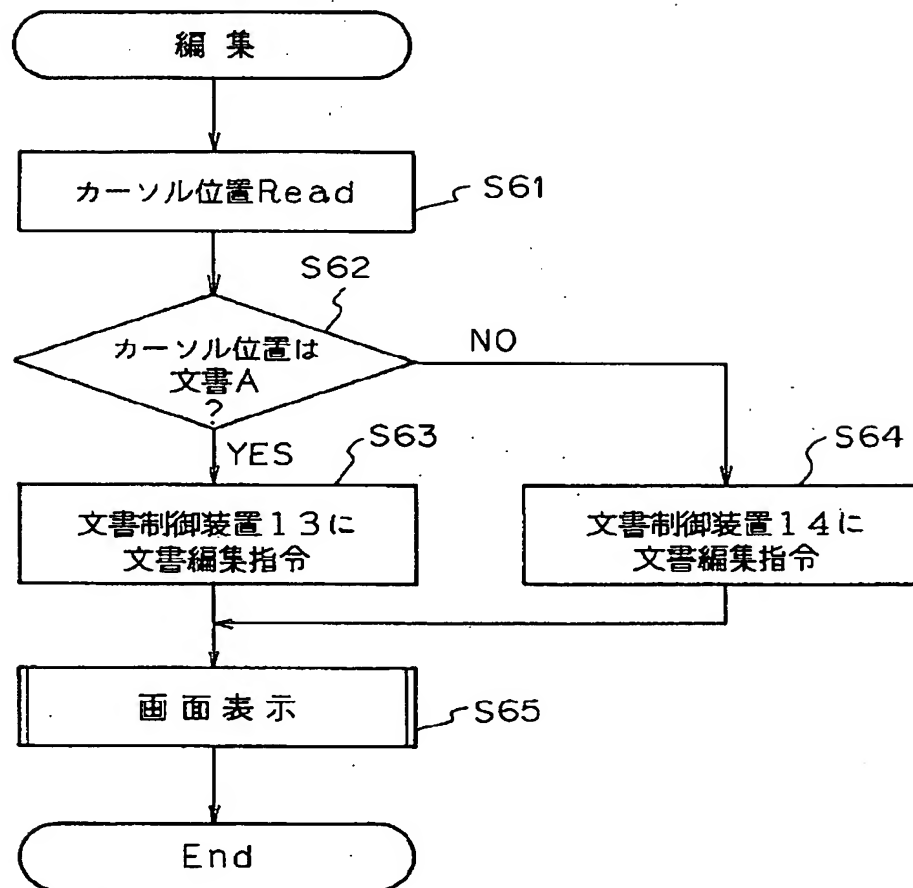 編集
カーソル位置Read
S61
S62
カーソル位置は
文書A
?
NO
YES
S63
S64
文書制御装置13に
文書編集指令
文書制御装置14に
文書編集指令
画面表示
S65
End